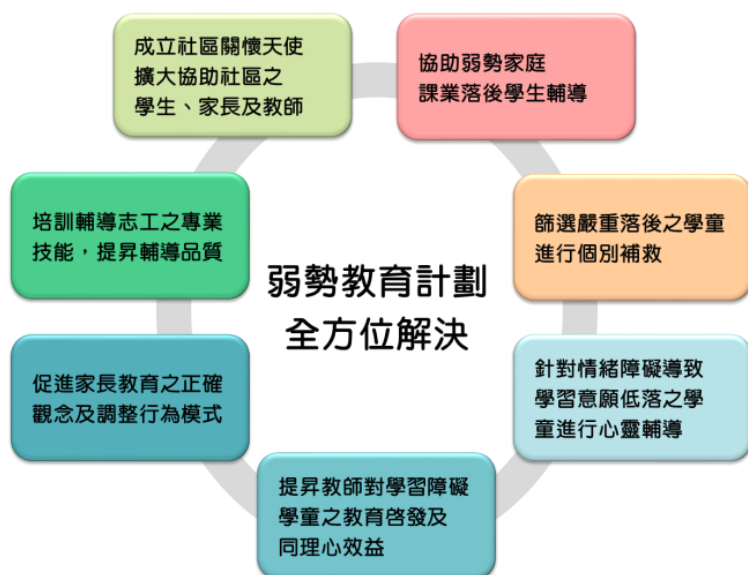 成立社區關懷天使
擴大協助社區之
學生、家長及教師
協助弱勢家庭
課業落後學生輔導
培訓輔導志工之專業
技能，提昇輔導品質
篩選嚴重落後之學童
進行個別補救
弱勢教育計劃
全方位解決
促進家長教育之正確
觀念及調整行為模式
針對情緒障礙導致
學習意願低落之學
童進行心靈輔導
提昇教師對學習障礙
學童之教育啓發及
同理心效益